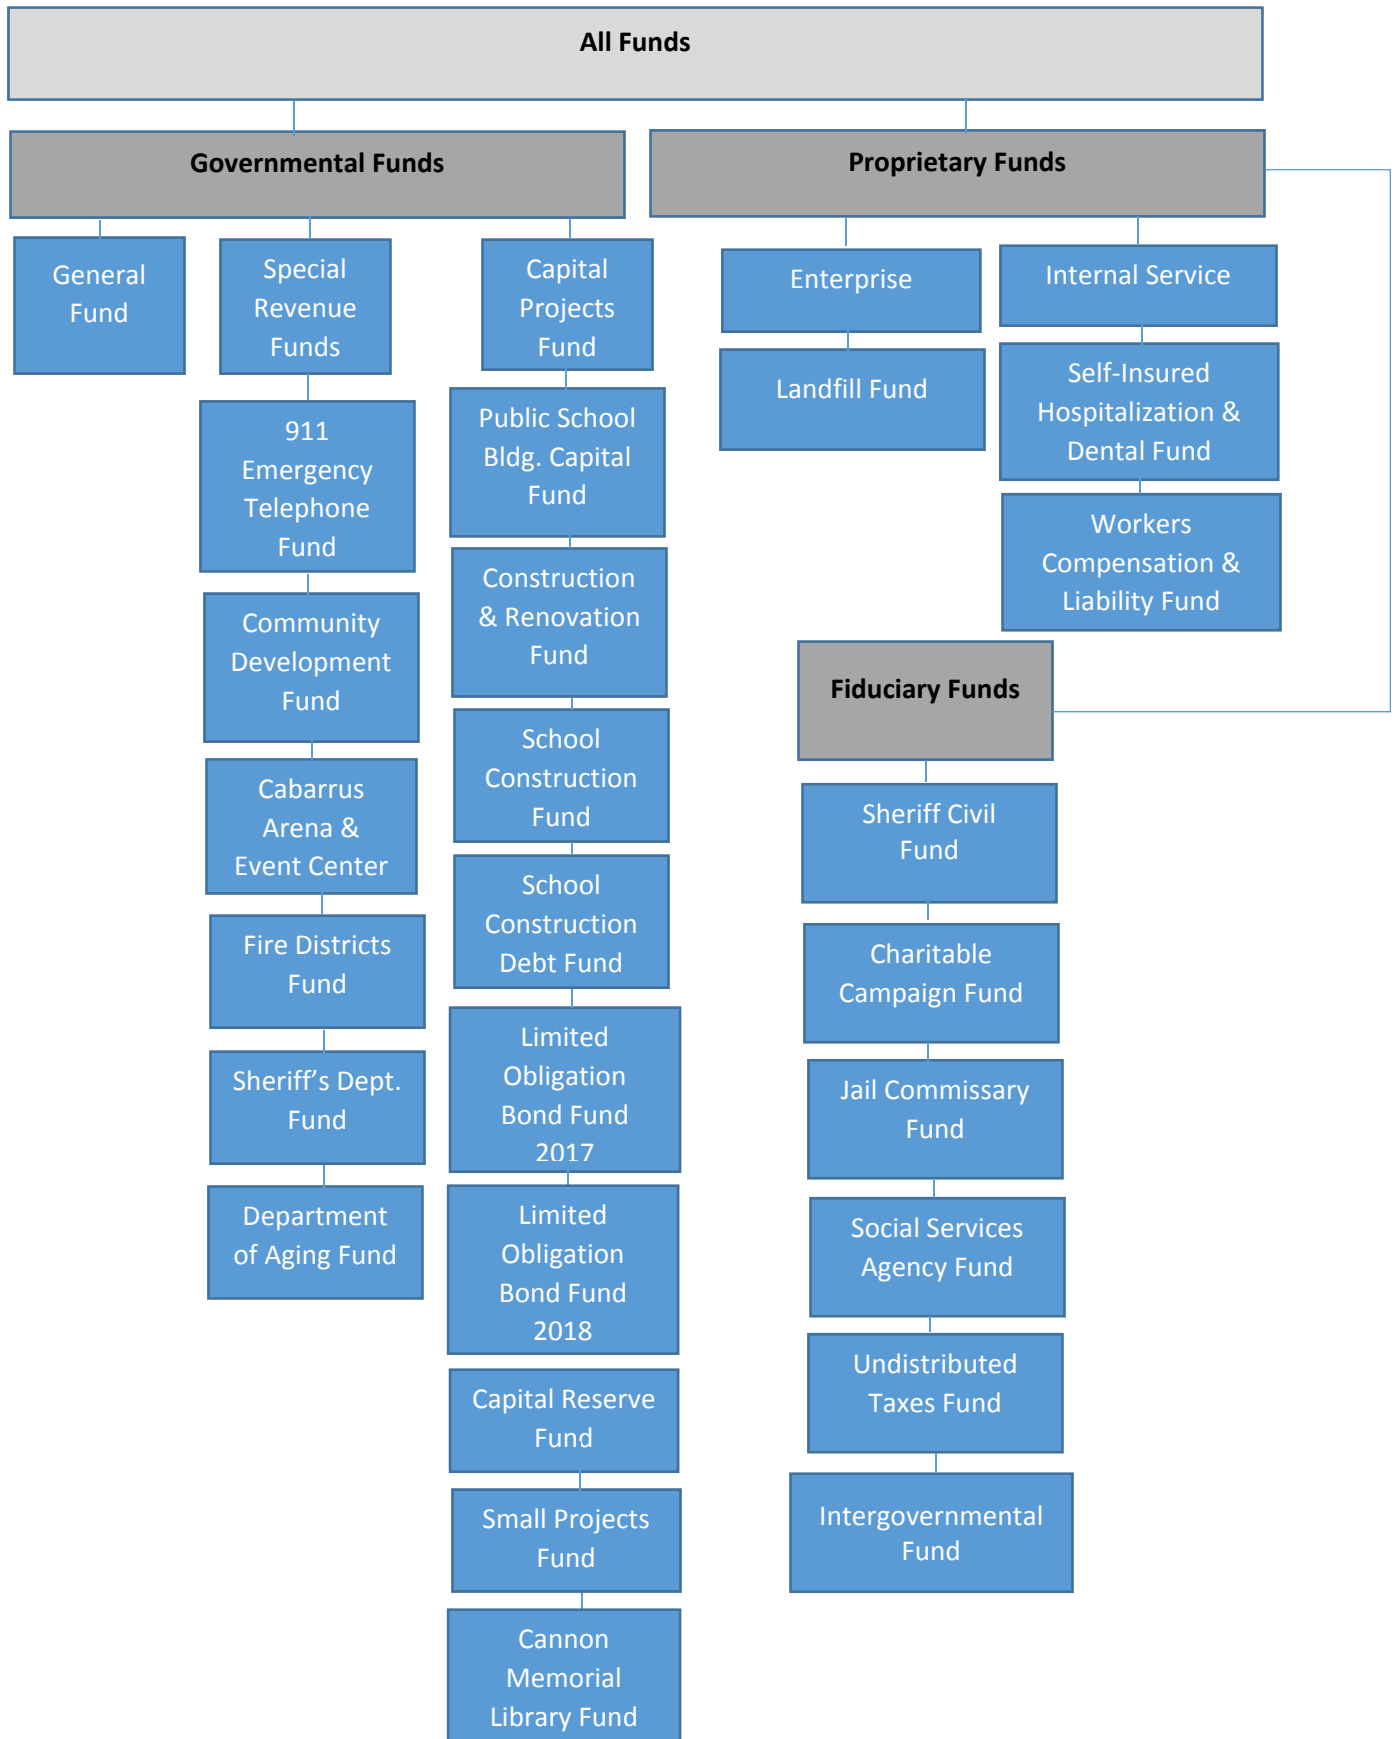 All Funds
Governmental Funds
Proprietary Funds
General
Fund
Special
Revenue
Funds
911
Emergency
Telephone
Fund
Community
Development
Fund
Cabarrus
Arena &
Event Center
Fire Districts
Fund
Sheriff’s Dept.
Fund
Department
of Aging Fund
Capital
Projects
Fund
Public School
Bldg. Capital
Fund
Construction
& Renovation
Fund
School
Construction
Fund
School
Construction
Debt Fund
Limited
Obligation
Bond Fund
2017
Limited
Obligation
Bond Fund
2018
Capital Reserve
Fund
Small Projects
Fund
Cannon
Memorial
Library Fund
Enterprise
Landfill Fund
Internal Service
Self-Insured
Hospitalization &
Dental Fund
Workers
Compensation &
Liability Fund
Fiduciary Funds
Sheriff Civil
Fund
Charitable
Campaign Fund
Jail Commissary
Fund
Social Services
Agency Fund
Undistributed
Taxes Fund
Intergovernmental
Fund